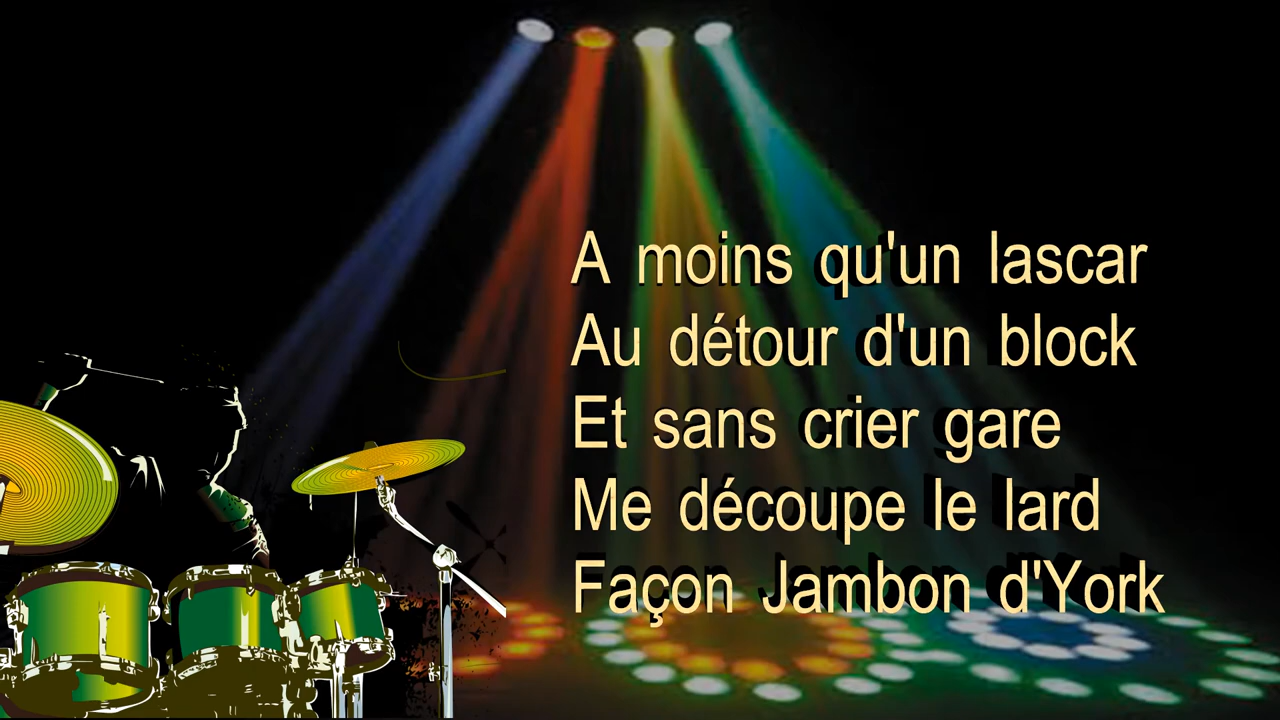 A moins qu'un lascar
Au détour d'un block
Et sans crier gare
Me découpe le lard
Façon Jambon d'York